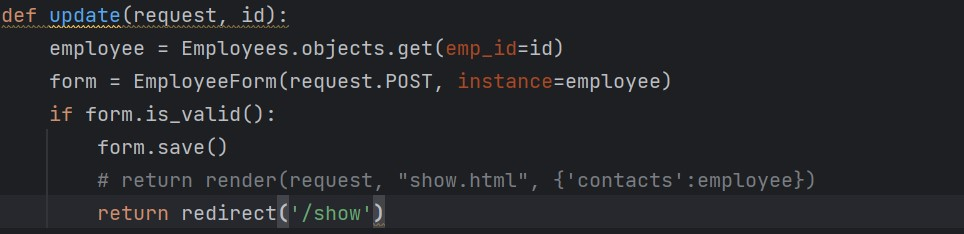 def update(request, id):
    employee = Employees.objects.get(emp_id=id)
    form = EmployeeForm(request.POST, instance=employee)
    if form.is_valid():
        form.save()
        # return render(request, "show.html", {'contacts':employee})
        return redirect('/show')